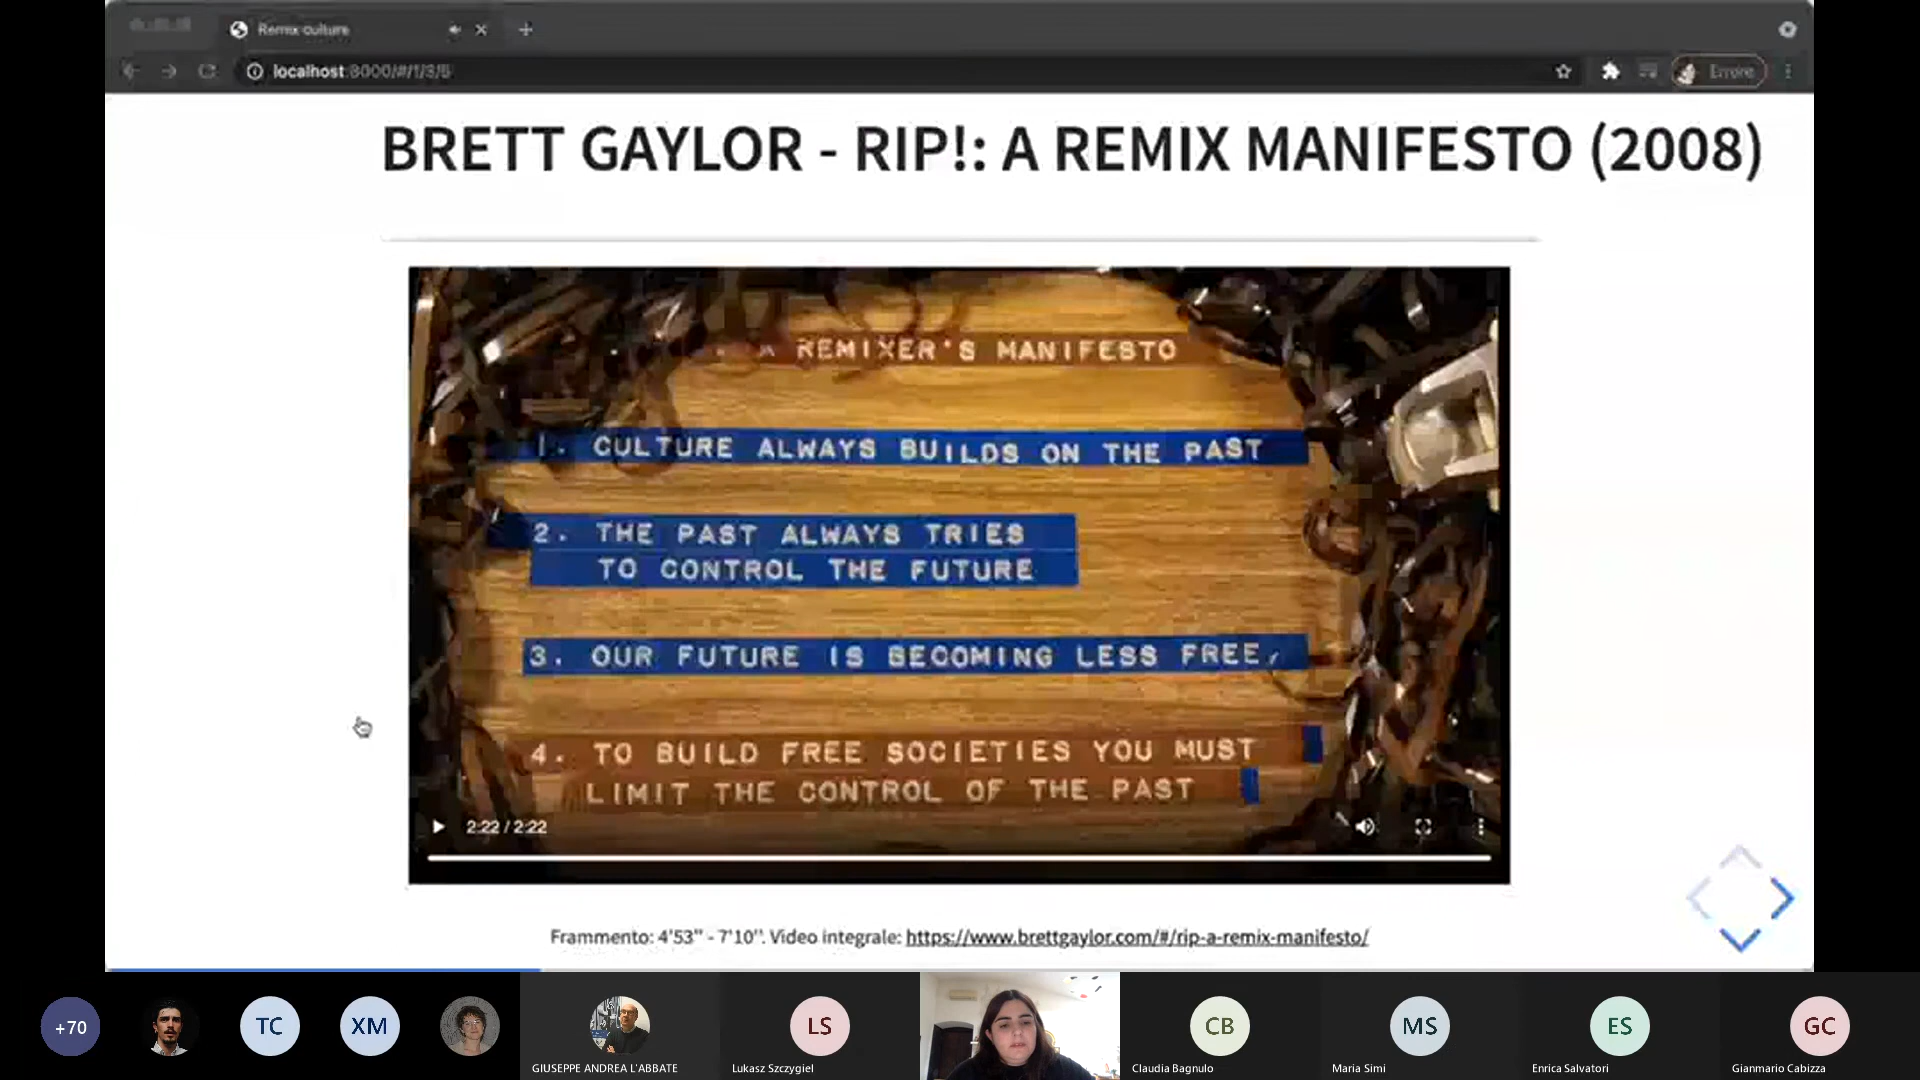 Remix culture
localhost:8000/#/1/3/5
Errore
BRETT GAYLOR - RIP!: A REMIX MANIFESTO (2008)
A REMIXER'S MANIFESTO
1. CULTURE ALWAYS BUILDS ON THE PAST
2. THE PAST ALWAYS TRIES
TO CONTROL THE FUTURE
3. OUR FUTURE IS BECOMING LESS FREE
4. TO BUILD FREE SOCIETIES YOU MUST
LIMIT THE CONTROL OF THE PAST
2:22 / 2:22
Frammento: 4'53" - 7'10". Video integrale: https://www.brettgaylor.com/#/rip-a-remix-manifesto/
+70
TC
XM
LS
CB
MS
ES
GC
GIUSEPPE ANDREA L'ABBATE
Lukasz Szczygiel
Claudia Bagnulo
Maria Simi
Enrica Salvatori
Gianmario Cabizza